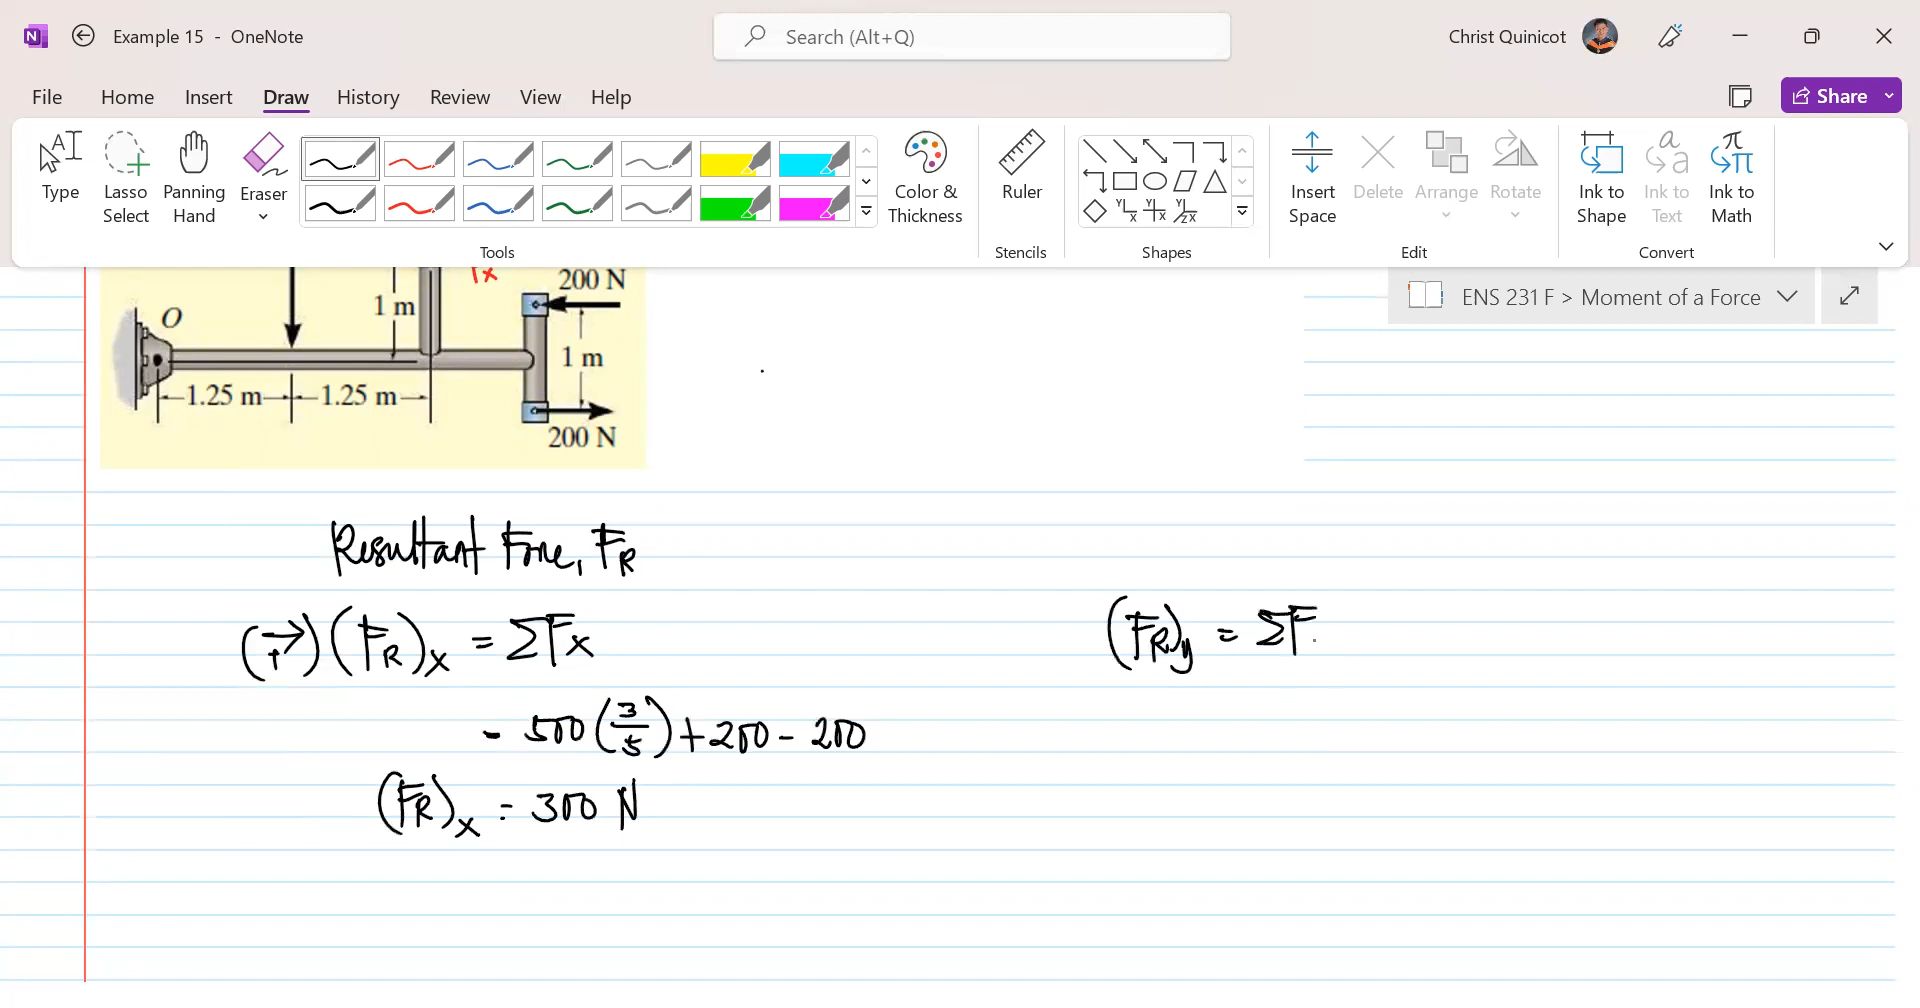 Example 15 - OneNote
Search (Alt+Q)
Christ Quinicot
File Home Insert Draw History Review View Help
Share
Type
Lasso Select
Panning Hand
Eraser
Color & Thickness
Ruler
Insert Space
Delete
Arrange
Rotate
Ink to Shape
Ink to Text
Ink to Math
Tools
Stencils
Shapes
Edit
Convert
ENS 231 F > Moment of a Force
200 N
1 m
O
1 m
1.25 m 1.25 m
200 N
Resultant Force, FR
(→+) (FR)x = ΣFx
= 500 (3/5) + 200 - 200
(FR)x = 300 N
(FR)y = ΣF